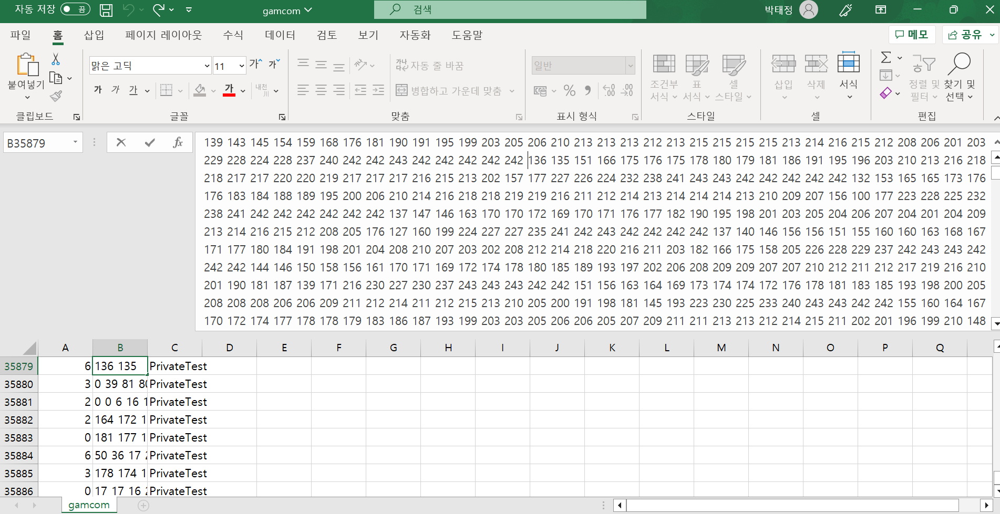 자동 저장 끔 gamcom 검색 박태정
파일 홈 삽입 페이지 레이아웃 수식 데이터 검토 보기 자동화 도움말 메모 공유
맑은 고딕 11 가 가 가나다 자동 줄 바꿈 일반
붙여넣기 가 가 가 가 내천 병합하고 가운데 맞춤 % .00 .00 조건부 서식 표 서식 셀 스타일 삽입 삭제 서식 정렬 및 필터 찾기 및 선택
클립보드 글꼴 맞춤 표시 형식 스타일 셀 편집
B35879 fx
139 143 145 154 159 168 176 181 190 191 195 199 203 205 206 210 213 213 213 212 213 215 215 215 215 213 214 216 215 212 208 206 201 203
229 228 224 228 237 240 242 242 243 242 242 242 242 242 136 135 151 166 175 176 175 178 180 179 181 186 191 195 196 203 210 213 216 218
218 217 217 220 220 219 217 217 217 216 215 213 202 157 177 227 226 224 232 238 241 243 243 242 242 242 242 242 132 153 165 165 173 176
176 183 184 188 189 195 200 206 210 214 216 218 218 219 219 216 211 212 214 213 214 214 214 213 210 209 207 156 100 177 223 228 225 232
238 241 242 242 242 242 242 242 137 147 146 163 170 170 172 169 170 171 176 177 182 190 195 198 201 203 205 204 206 207 204 201 204 209
213 214 216 215 212 208 205 176 127 160 199 224 227 227 235 241 242 243 242 242 242 242 137 140 146 156 156 151 155 160 160 163 168 167
171 177 180 184 191 198 201 204 208 210 207 203 202 208 212 214 218 220 216 211 203 182 166 175 158 205 226 228 229 237 242 243 243 242
242 242 144 146 150 158 156 161 170 171 169 172 174 178 180 185 189 193 197 202 206 208 209 209 207 207 210 212 211 212 217 219 216 210
201 190 181 187 139 171 216 230 227 230 237 243 243 243 242 242 151 156 163 164 169 173 174 174 172 176 178 181 183 185 193 198 200 205
208 208 208 206 206 209 211 212 214 211 212 215 213 210 205 200 191 198 181 145 193 223 230 225 233 240 243 243 242 242 155 160 164 167
170 172 174 177 178 178 179 183 186 187 193 199 203 203 205 206 206 205 207 209 211 211 213 213 212 214 215 211 202 201 196 199 210 148
A B C D E F G H I J K L M N O P Q
35879 6 136 135 PrivateTest
35880 3 0 39 81 80 PrivateTest
35881 2 0 0 6 16 1 PrivateTest
35882 2 164 172 1 PrivateTest
35883 0 181 177 1 PrivateTest
35884 6 50 36 17 2 PrivateTest
35885 3 178 174 1 PrivateTest
35886 0 17 17 16 2 PrivateTest
gamcom